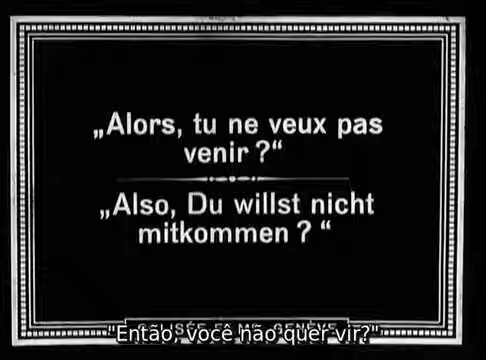 „Alors, tu ne veux pas
venir?“
„Also, Du willst nicht
mitkommen? “
"Então, você não quer vir?"